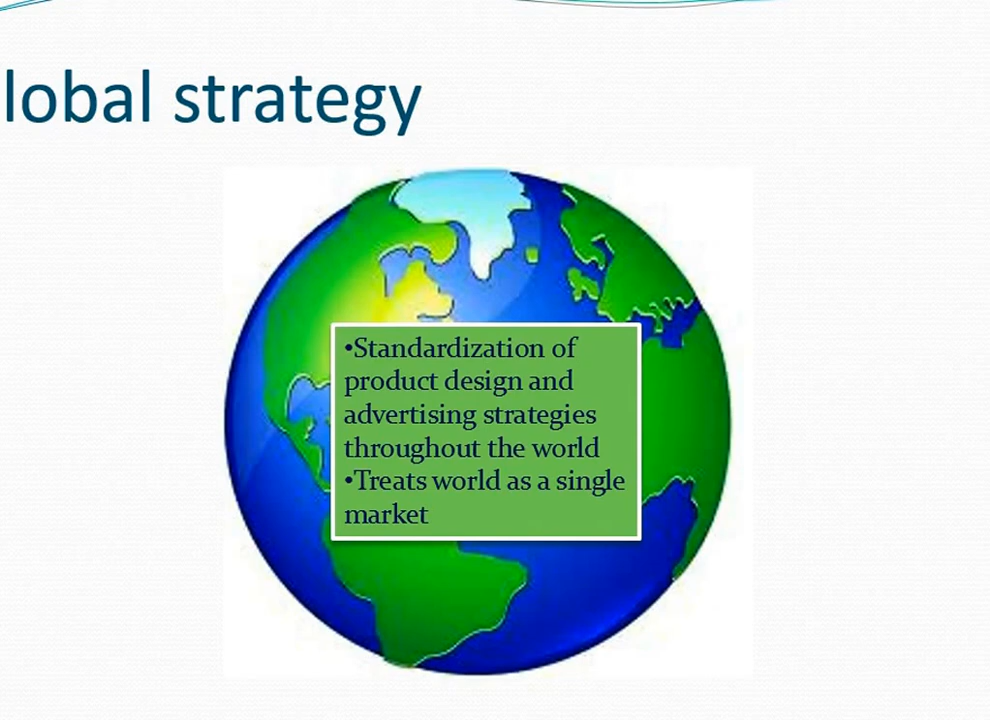 lobal strategy
•Standardization of
product design and
advertising strategies
throughout the world
•Treats world as a single
market